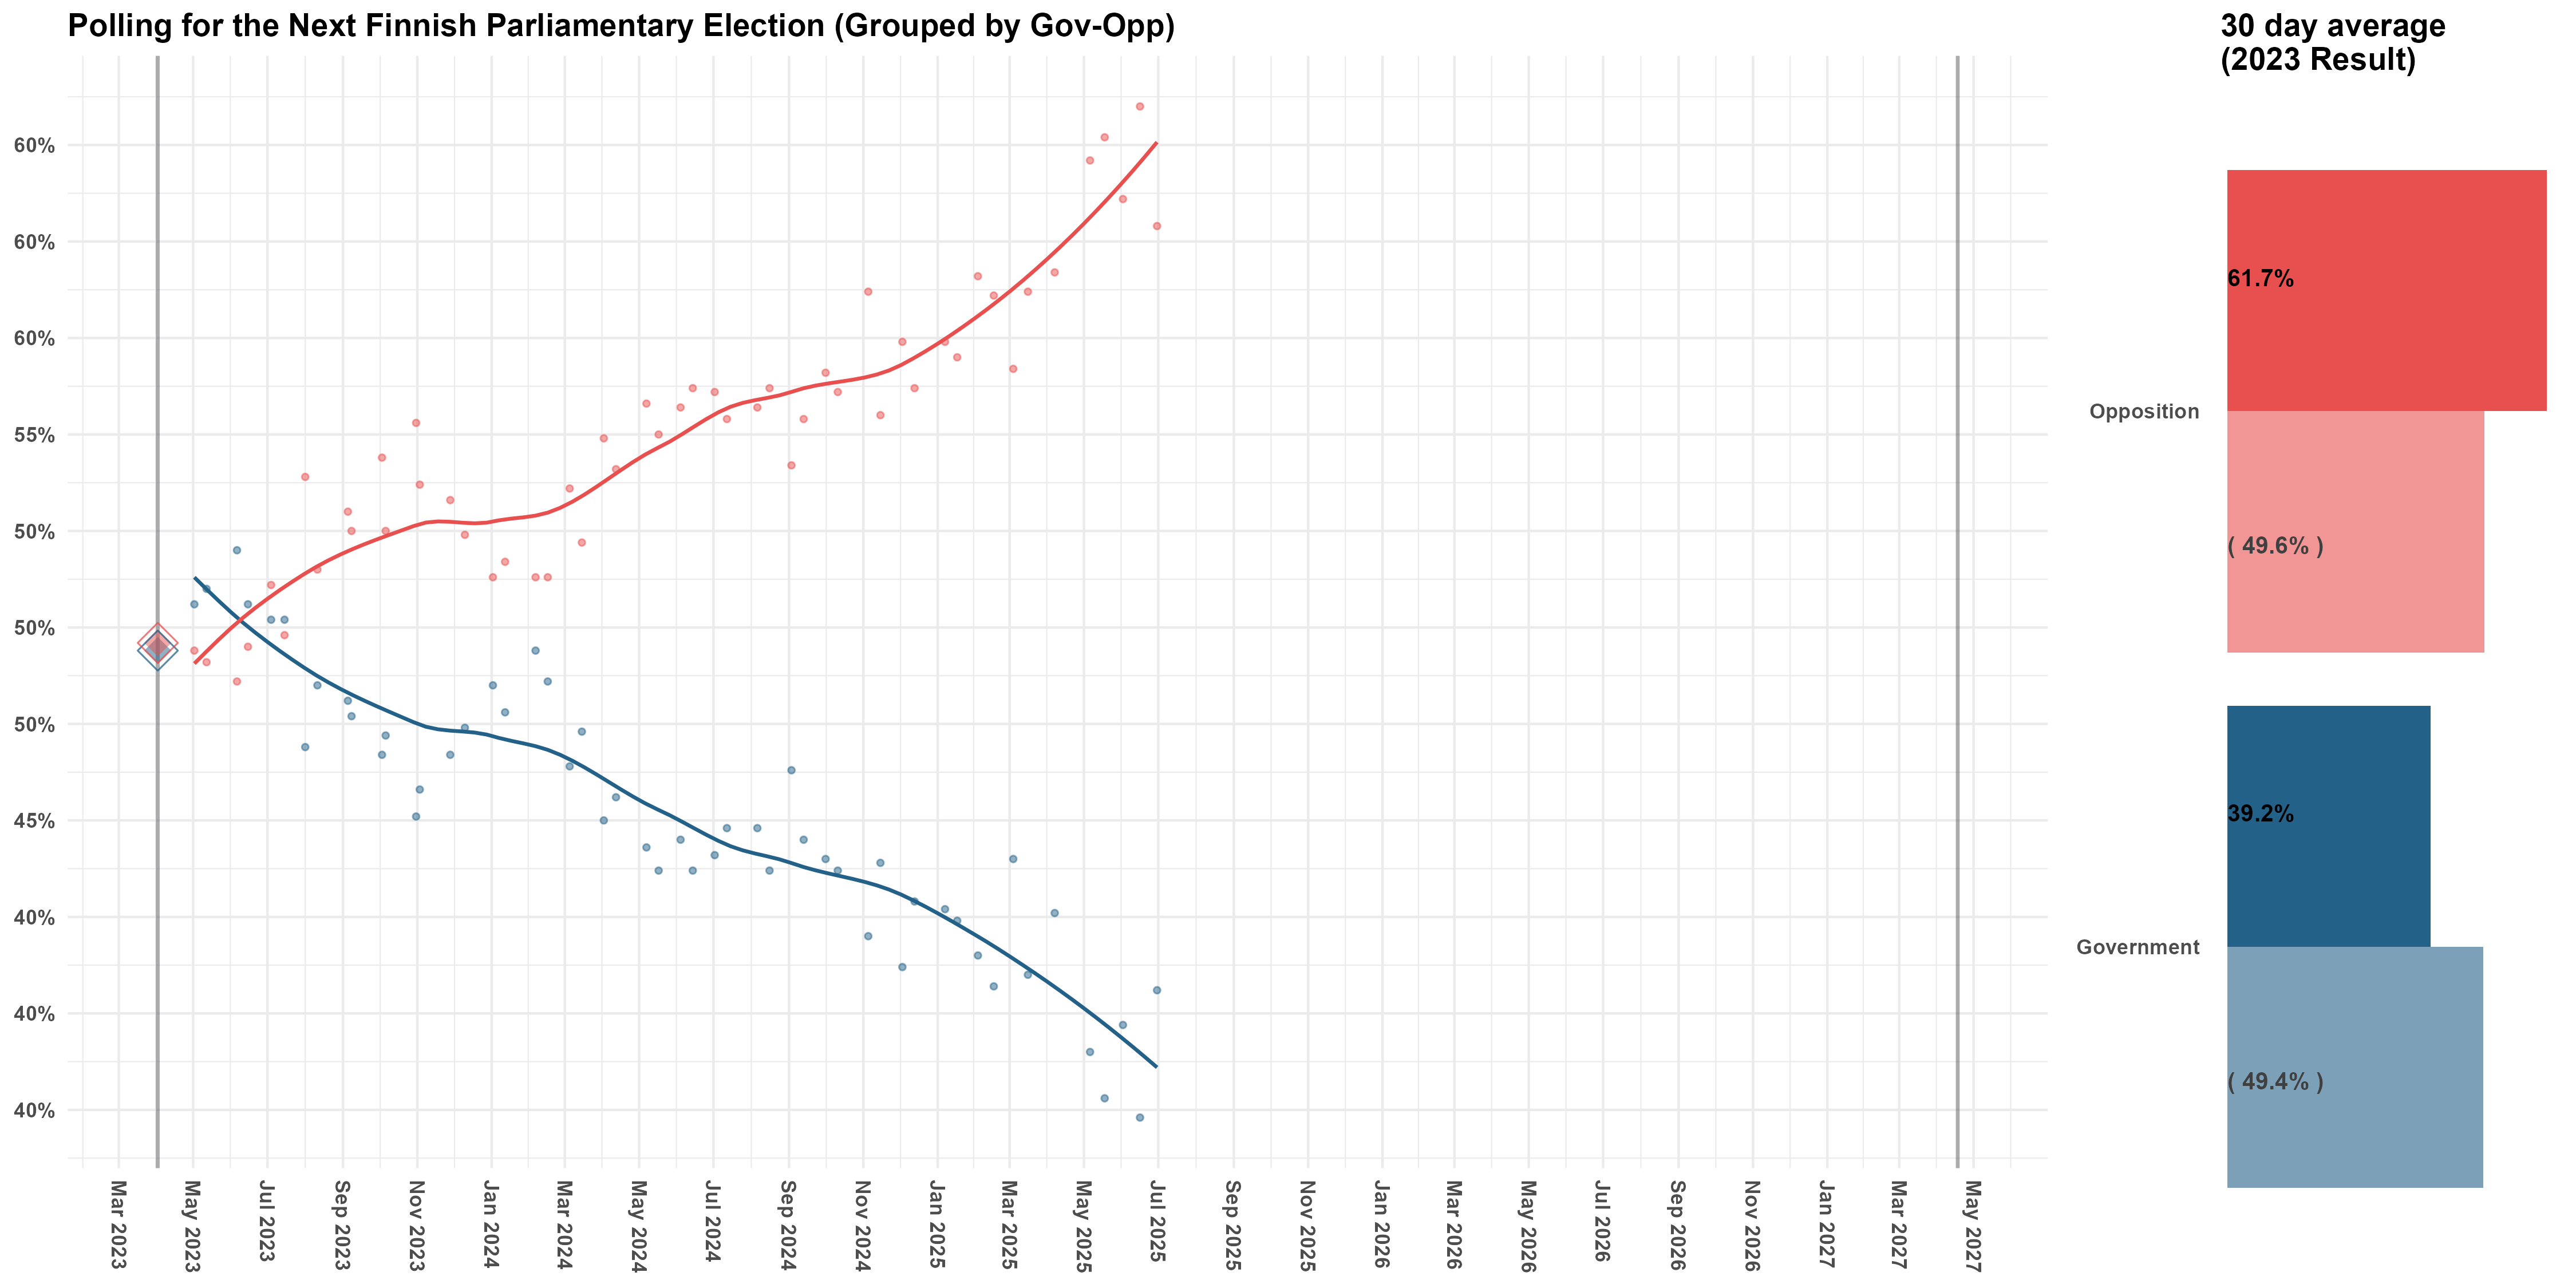 Polling for the Next Finnish Parliamentary Election (Grouped by Gov-Opp)
30 day average
(2023 Result)
60%
60%
60%
55%
50%
50%
50%
45%
40%
40%
40%
Mar 2023
May 2023
Jul 2023
Sep 2023
Nov 2023
Jan 2024
Mar 2024
May 2024
Jul 2024
Sep 2024
Nov 2024
Jan 2025
Mar 2025
May 2025
Jul 2025
Sep 2025
Nov 2025
Jan 2026
Mar 2026
May 2026
Jul 2026
Sep 2026
Nov 2026
Jan 2027
Mar 2027
May 2027
Opposition
61.7%
( 49.6% )
Government
39.2%
( 49.4% )